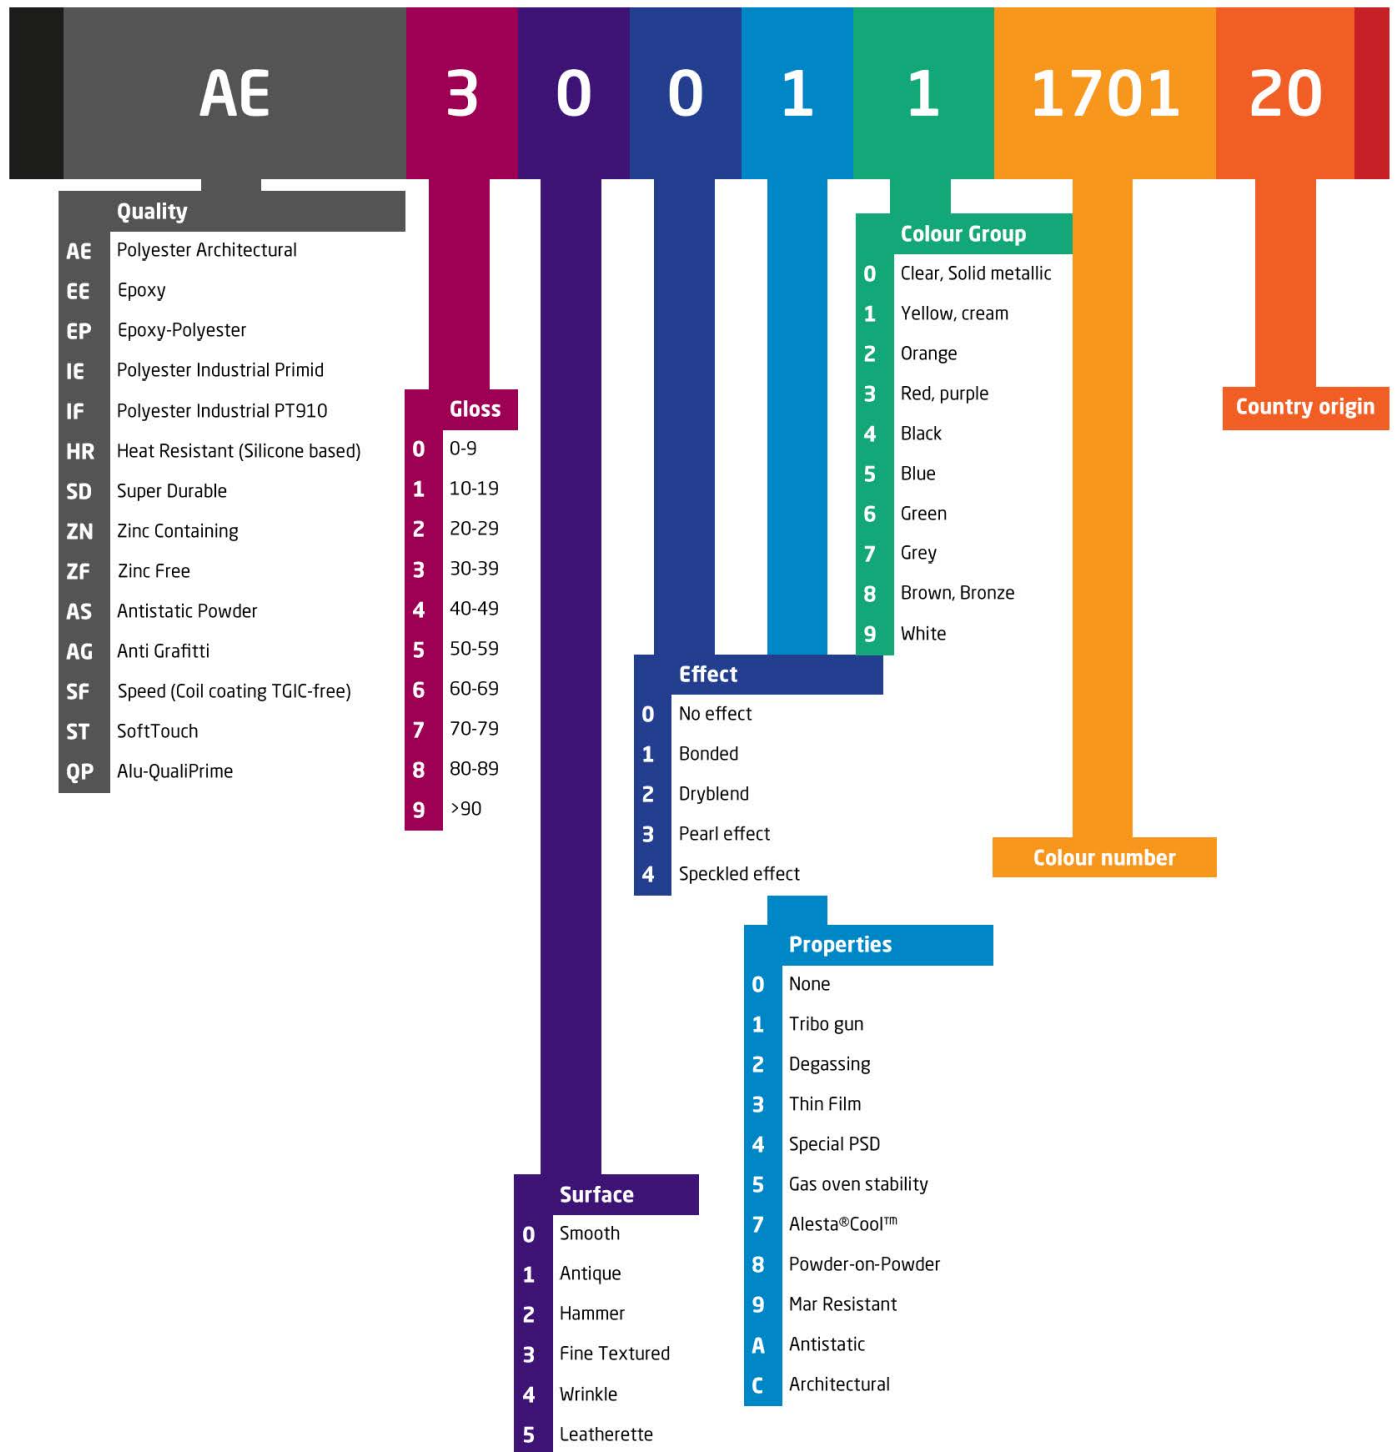 AE 3 0 0 1 1 1701 20
Quality
AE Polyester Architectural
EE Epoxy
EP Epoxy-Polyester
IE Polyester Industrial Primid
IF Polyester Industrial PT910
HR Heat Resistant (Silicone based)
SD Super Durable
ZN Zinc Containing
ZF Zinc Free
AS Antistatic Powder
AG Anti Grafitti
SF Speed (Coil coating TGIC-free)
ST SoftTouch
QP Alu-QualiPrime
Gloss
0 0-9
1 10-19
2 20-29
3 30-39
4 40-49
5 50-59
6 60-69
7 70-79
8 80-89
9 >90
Surface
0 Smooth
1 Antique
2 Hammer
3 Fine Textured
4 Wrinkle
5 Leatherette
Effect
0 No effect
1 Bonded
2 Dryblend
3 Pearl effect
4 Speckled effect
Properties
0 None
1 Tribo gun
2 Degassing
3 Thin Film
4 Special PSD
5 Gas oven stability
7 Alesta®Cool™
8 Powder-on-Powder
9 Mar Resistant
A Antistatic
C Architectural
Colour Group
0 Clear, Solid metallic
1 Yellow, cream
2 Orange
3 Red, purple
4 Black
5 Blue
6 Green
7 Grey
8 Brown, Bronze
9 White
Colour number
Country origin